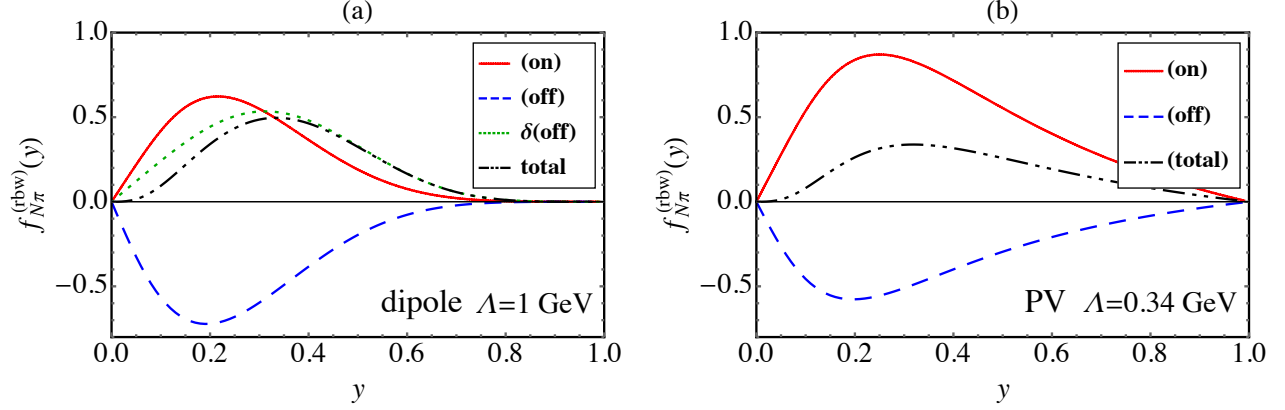 (a)
1.0
0.5
0.0
−0.5
f_{Nπ}^{(rbw)}(y)
(on)
(off)
δ(off)
total
dipole Λ=1 GeV
0.0 0.2 0.4 0.6 0.8 1.0
y
(b)
1.0
0.5
0.0
−0.5
f_{Nπ}^{(rbw)}(y)
(on)
(off)
(total)
PV Λ=0.34 GeV
0.0 0.2 0.4 0.6 0.8 1.0
y